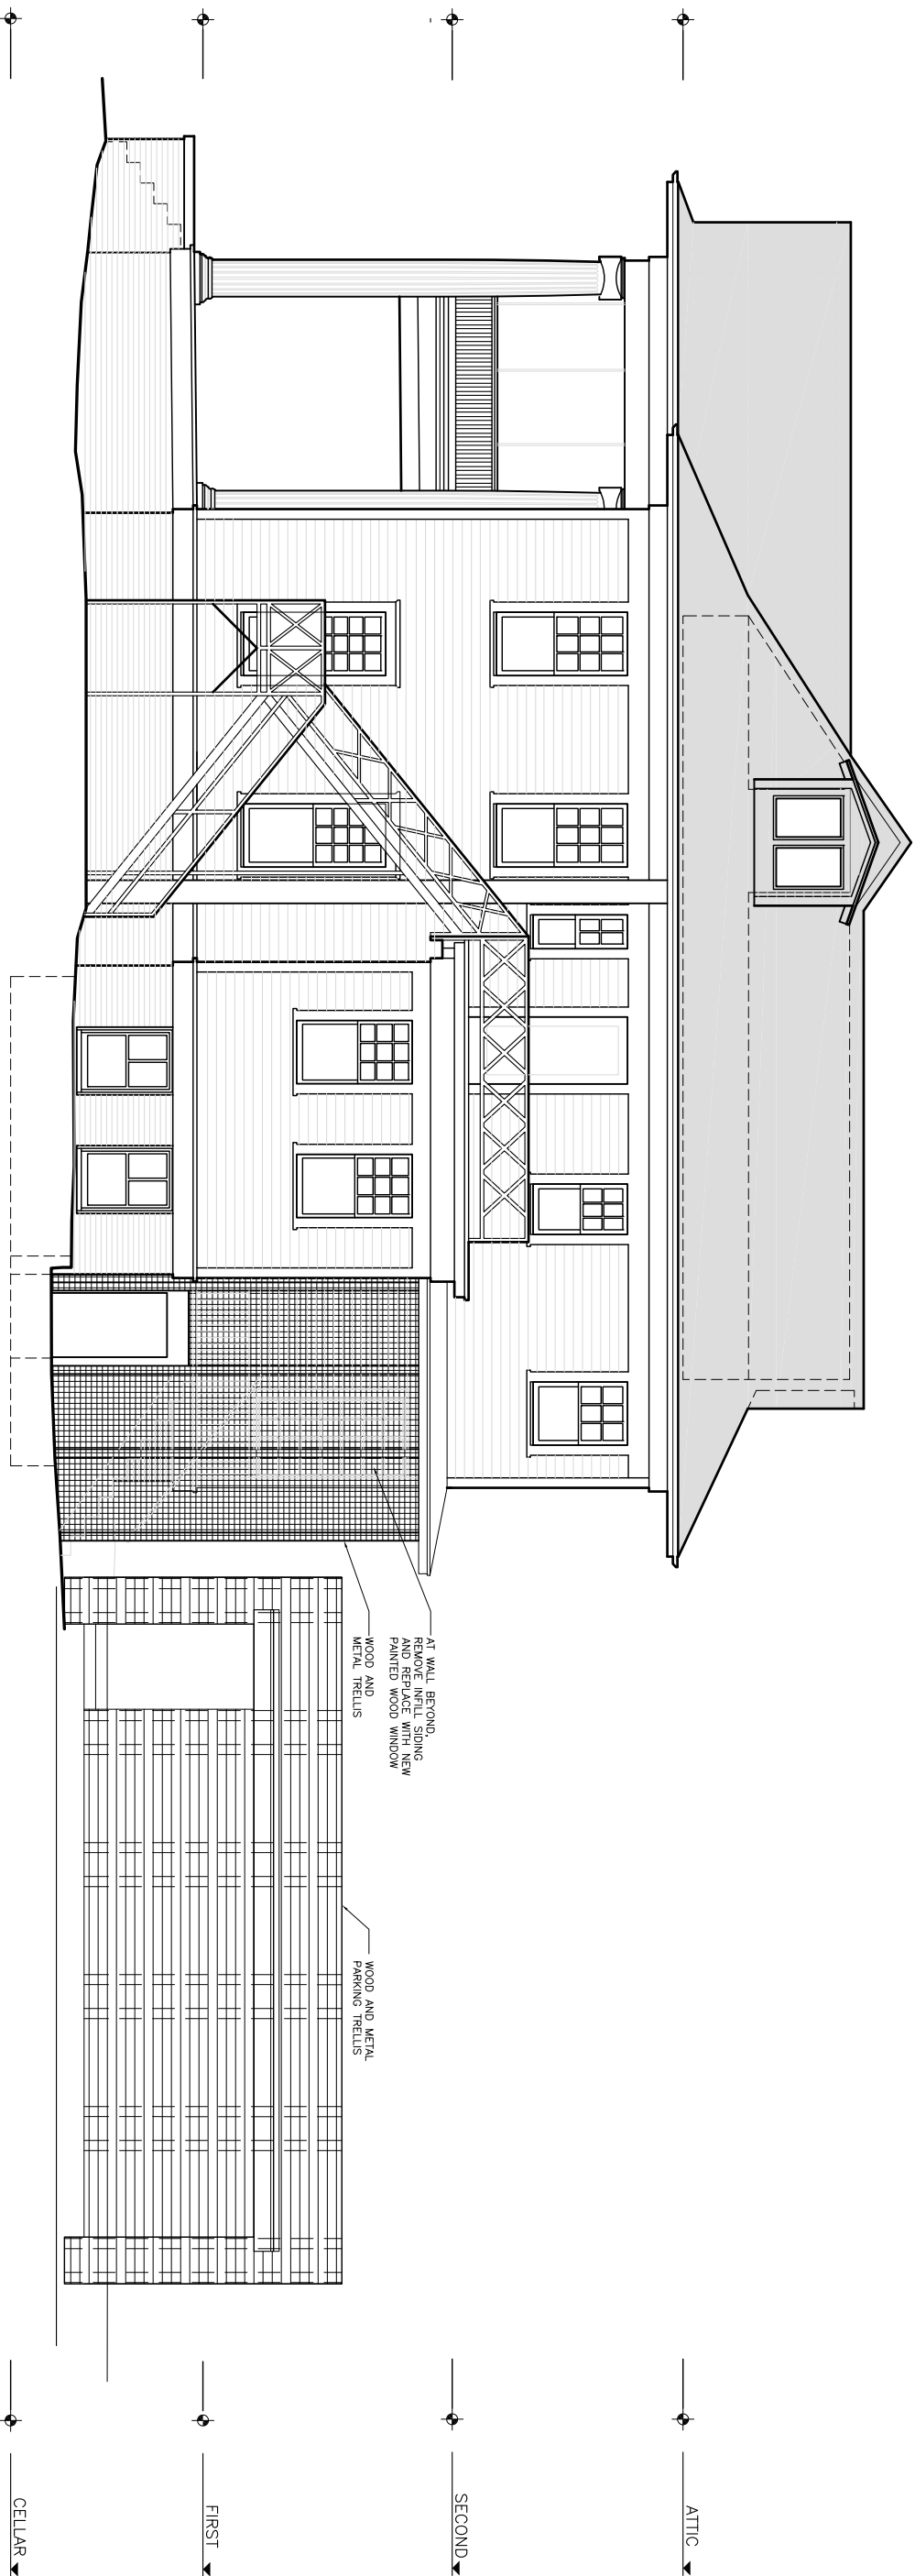 AT WALL BEYOND,
REMOVE INFILL SIDING
AND REPLACE WITH NEW
PAINTED WOOD WINDOW
WOOD AND
METAL TRELLIS
WOOD AND METAL
PARKING TRELLIS
ATTIC
SECOND
FIRST
CELLAR